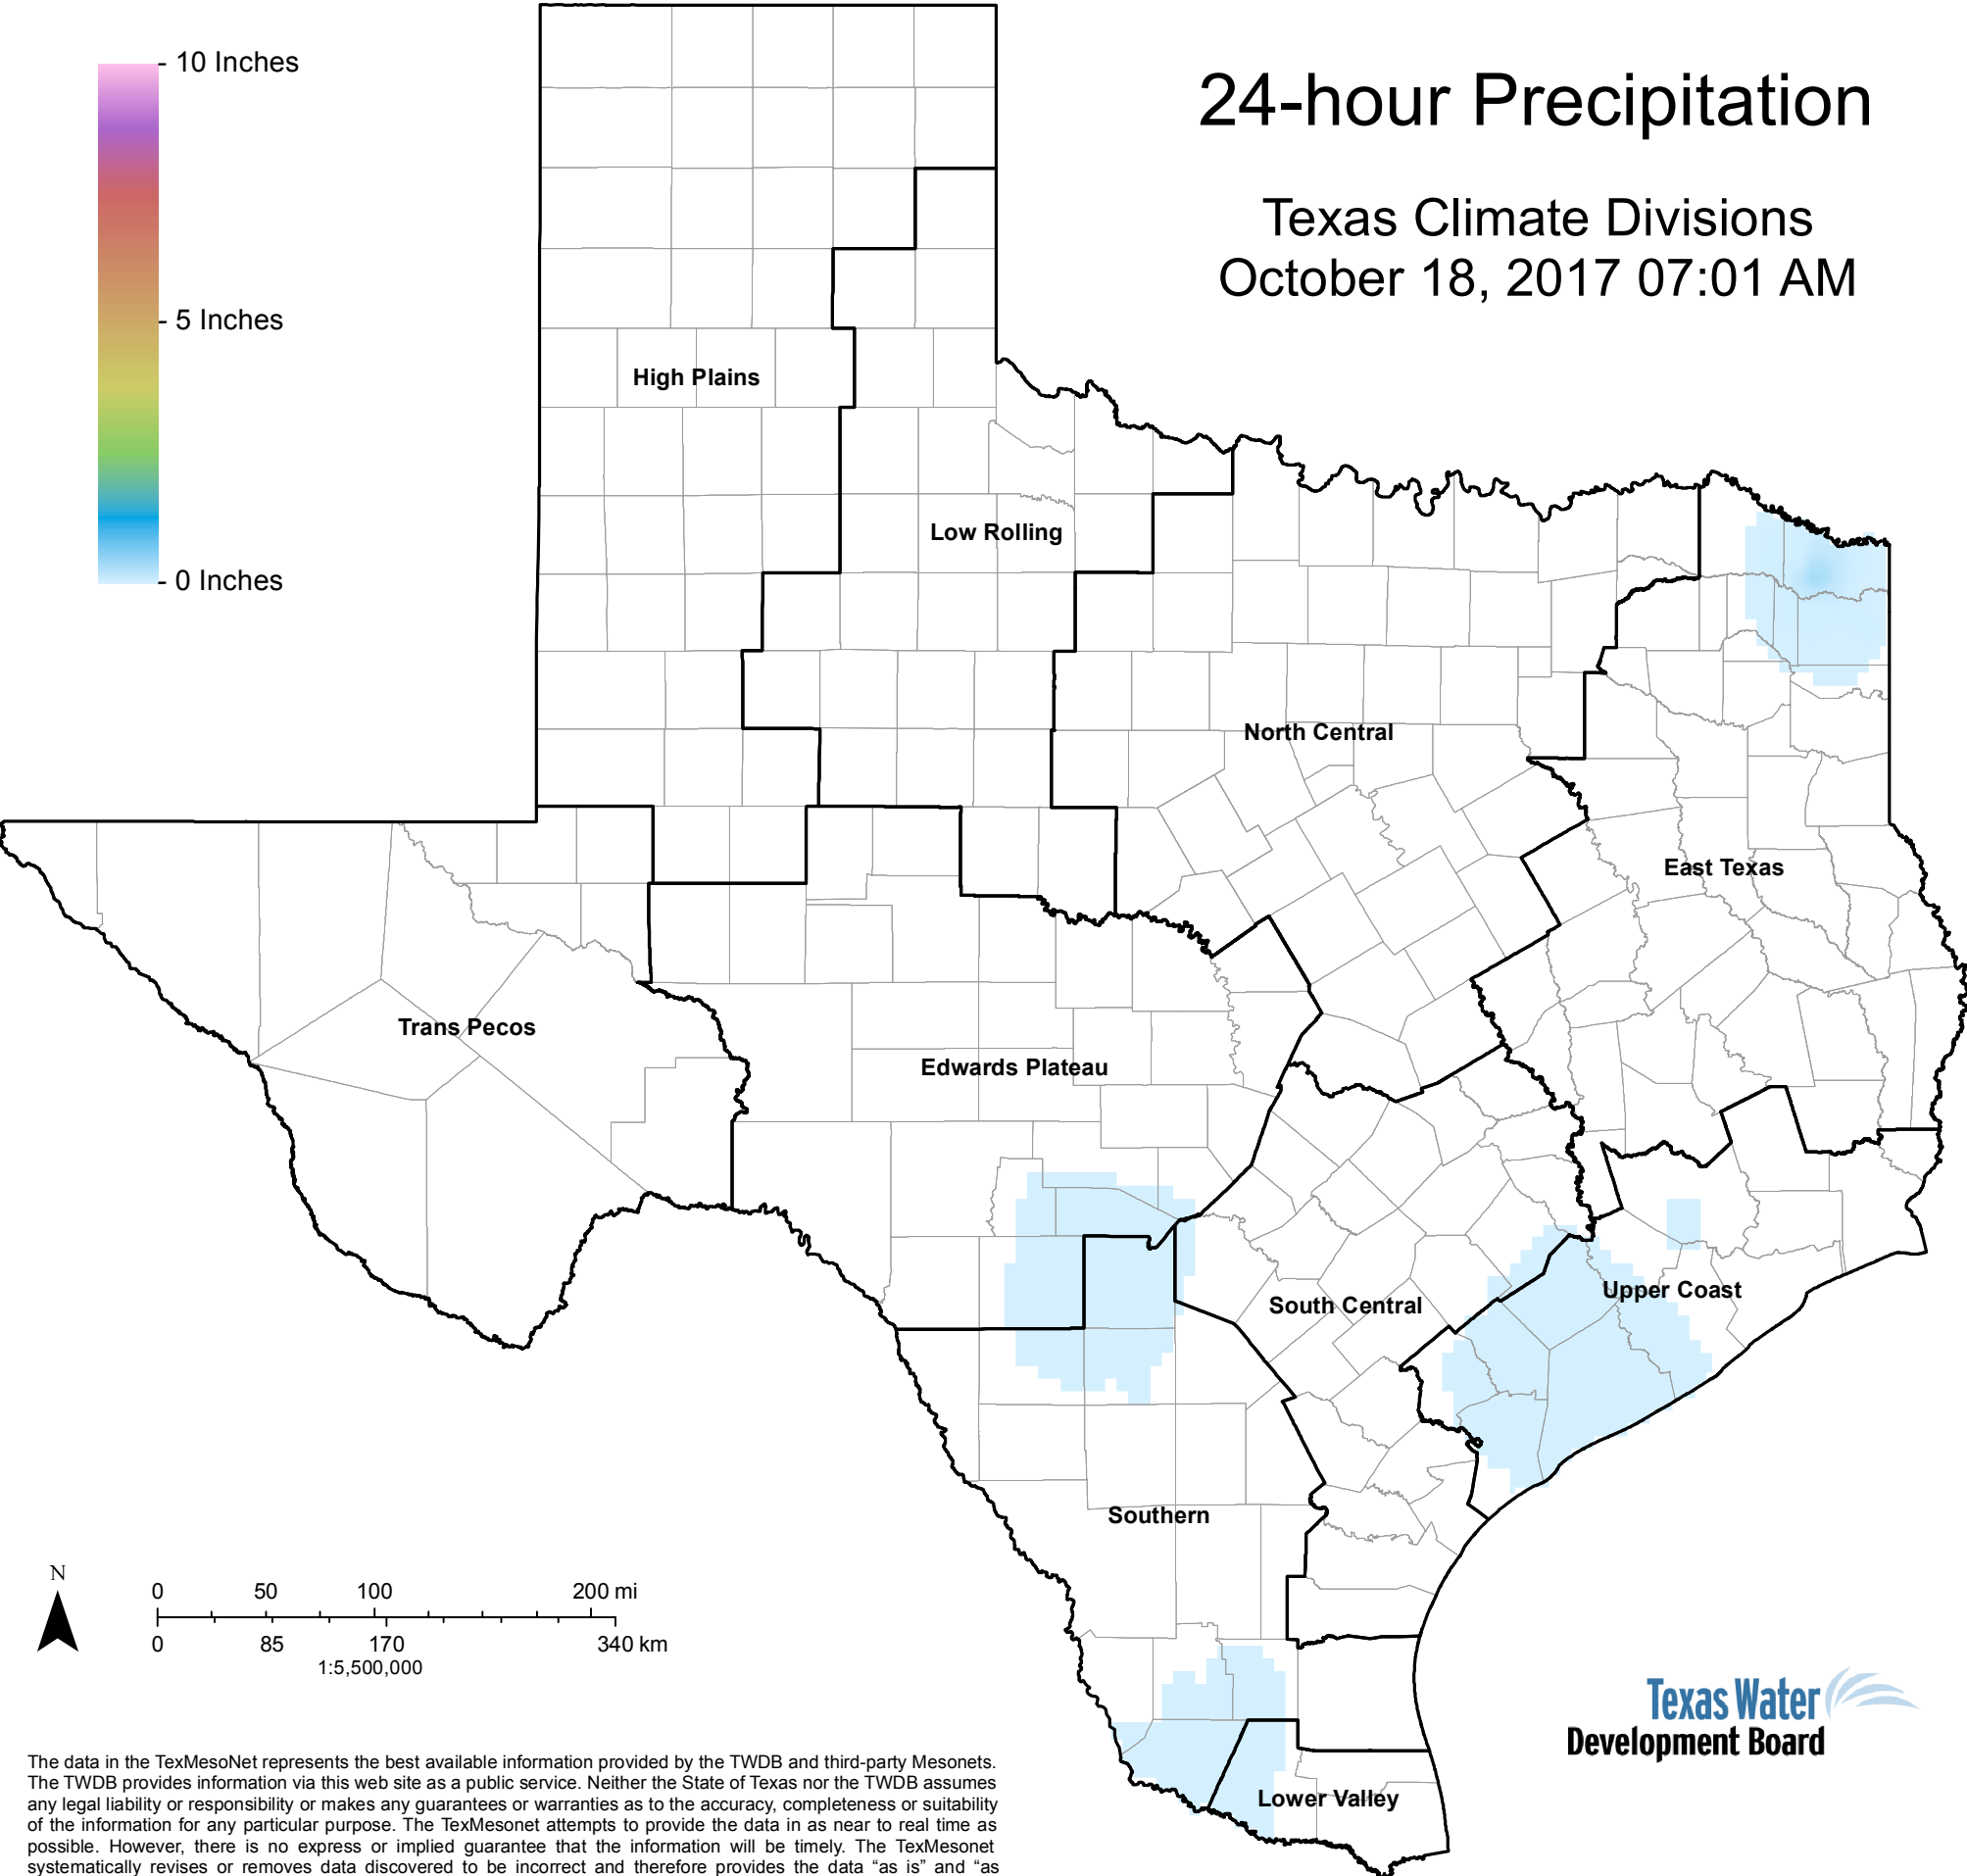 24-hour Precipitation
Texas Climate Divisions
October 18, 2017 07:01 AM
10 Inches
5 Inches
0 Inches
High Plains
Low Rolling
North Central
East Texas
Trans Pecos
Edwards Plateau
South Central
Upper Coast
Southern
Lower Valley
N
0 50 100 200 mi
0 85 170 340 km
1:5,500,000
Texas Water
Development Board
The data in the TexMesoNet represents the best available information provided by the TWDB and third-party Mesonets.
The TWDB provides information via this web site as a public service. Neither the State of Texas nor the TWDB assumes
any legal liability or responsibility or makes any guarantees or warranties as to the accuracy, completeness or suitability
of the information for any particular purpose. The TexMesonet attempts to provide the data in as near to real time as
possible. However, there is no express or implied guarantee that the information will be timely. The TexMesonet
systematically revises or removes data discovered to be incorrect and therefore provides the data “as is” and “as